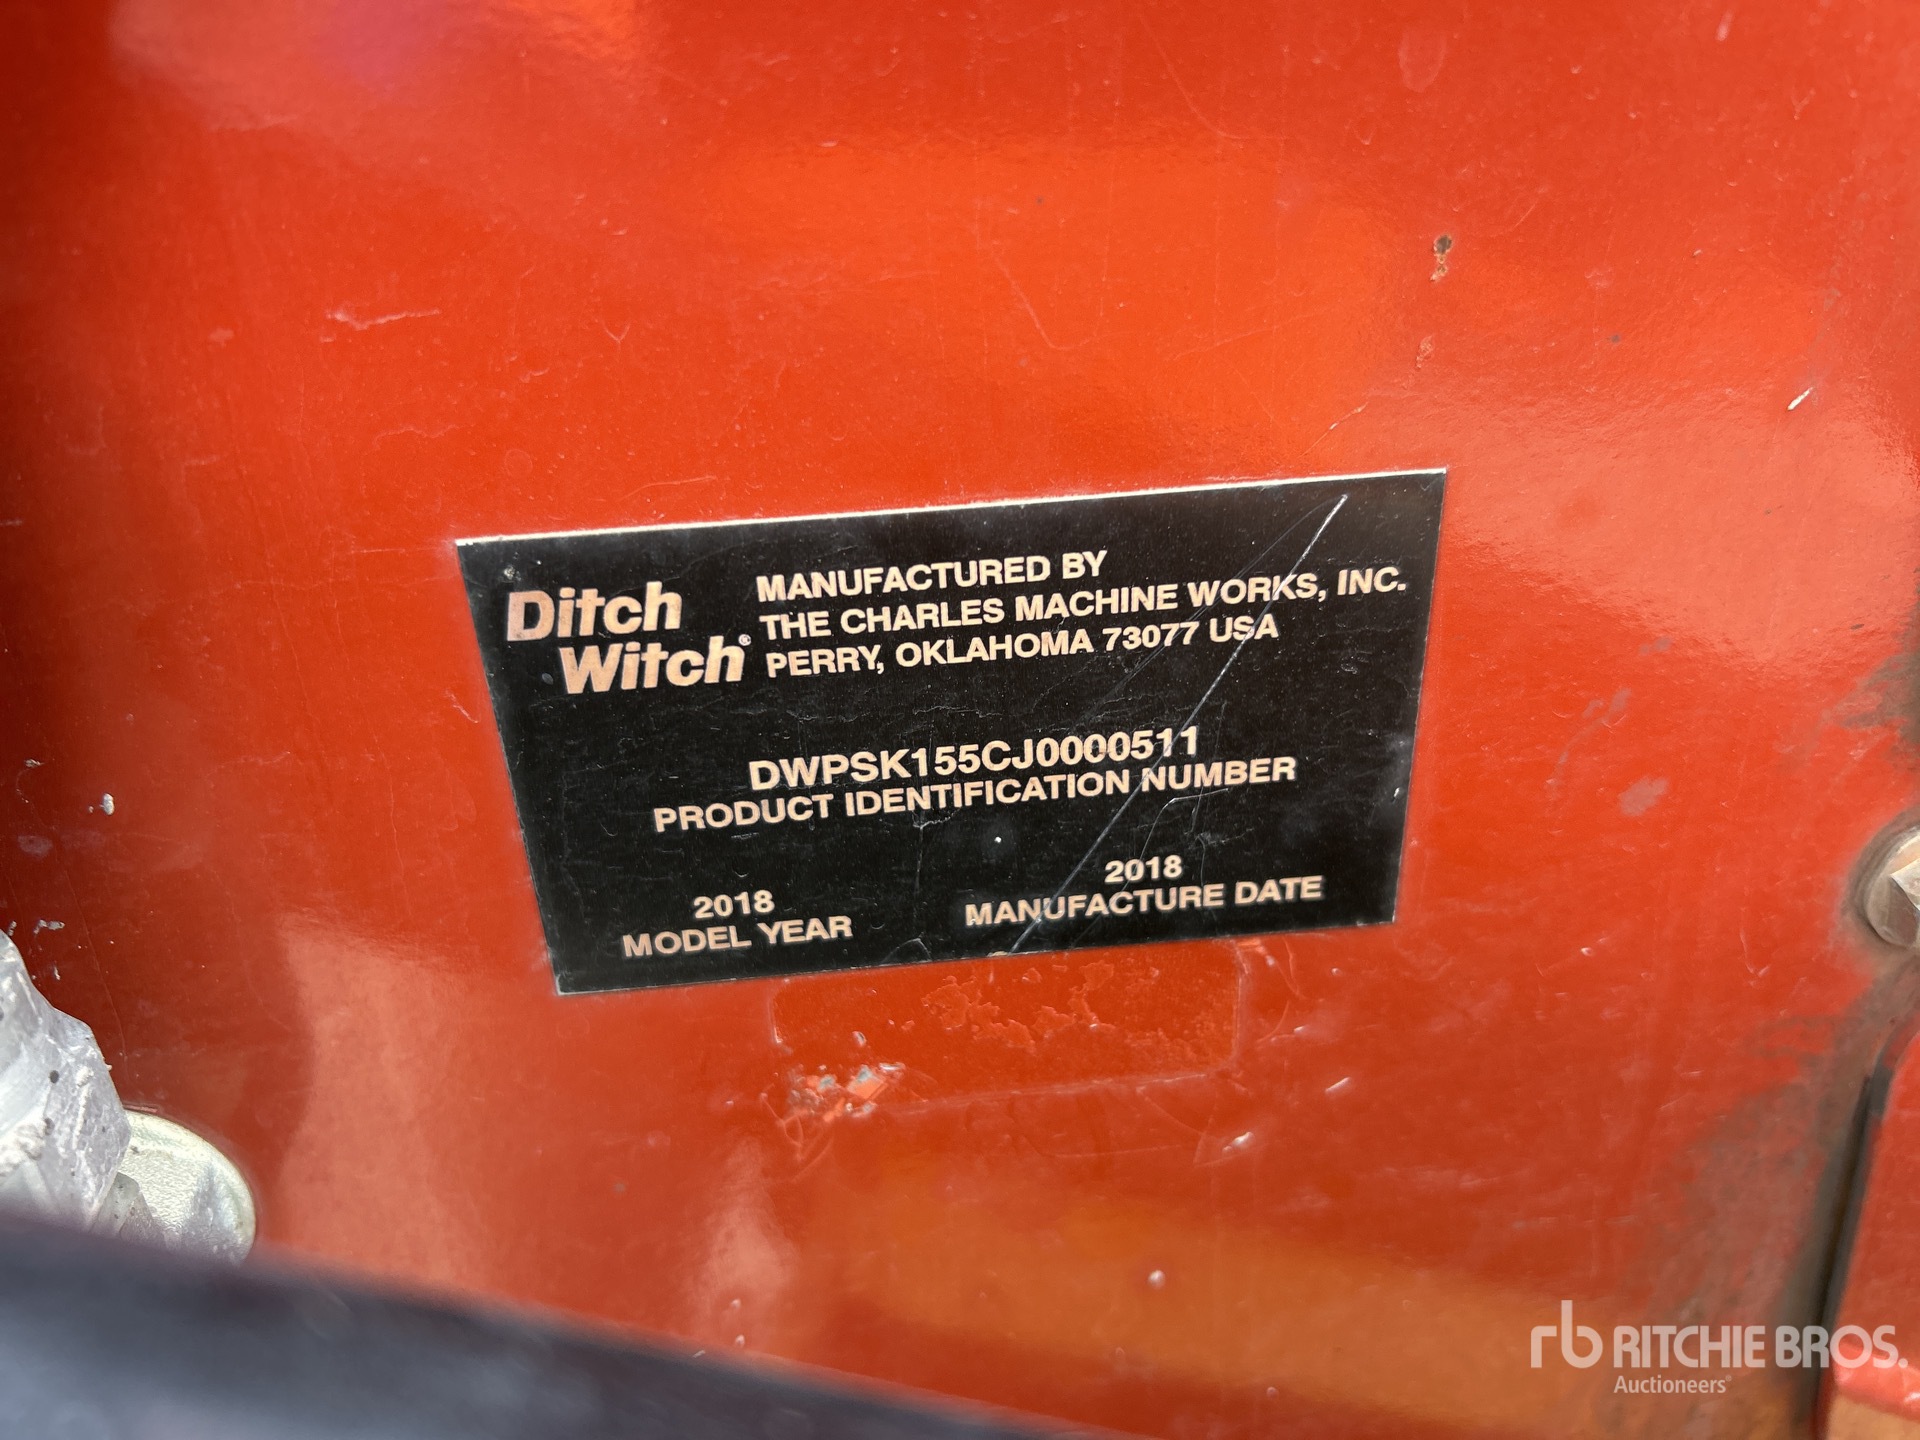 Ditch
Witch®
MANUFACTURED BY
THE CHARLES MACHINE WORKS, INC.
PERRY, OKLAHOMA 73077 USA
DWPSK155CJ0000511
PRODUCT IDENTIFICATION NUMBER
2018
MODEL YEAR
2018
MANUFACTURE DATE
rb RITCHIE BROS.
Auctioneers®